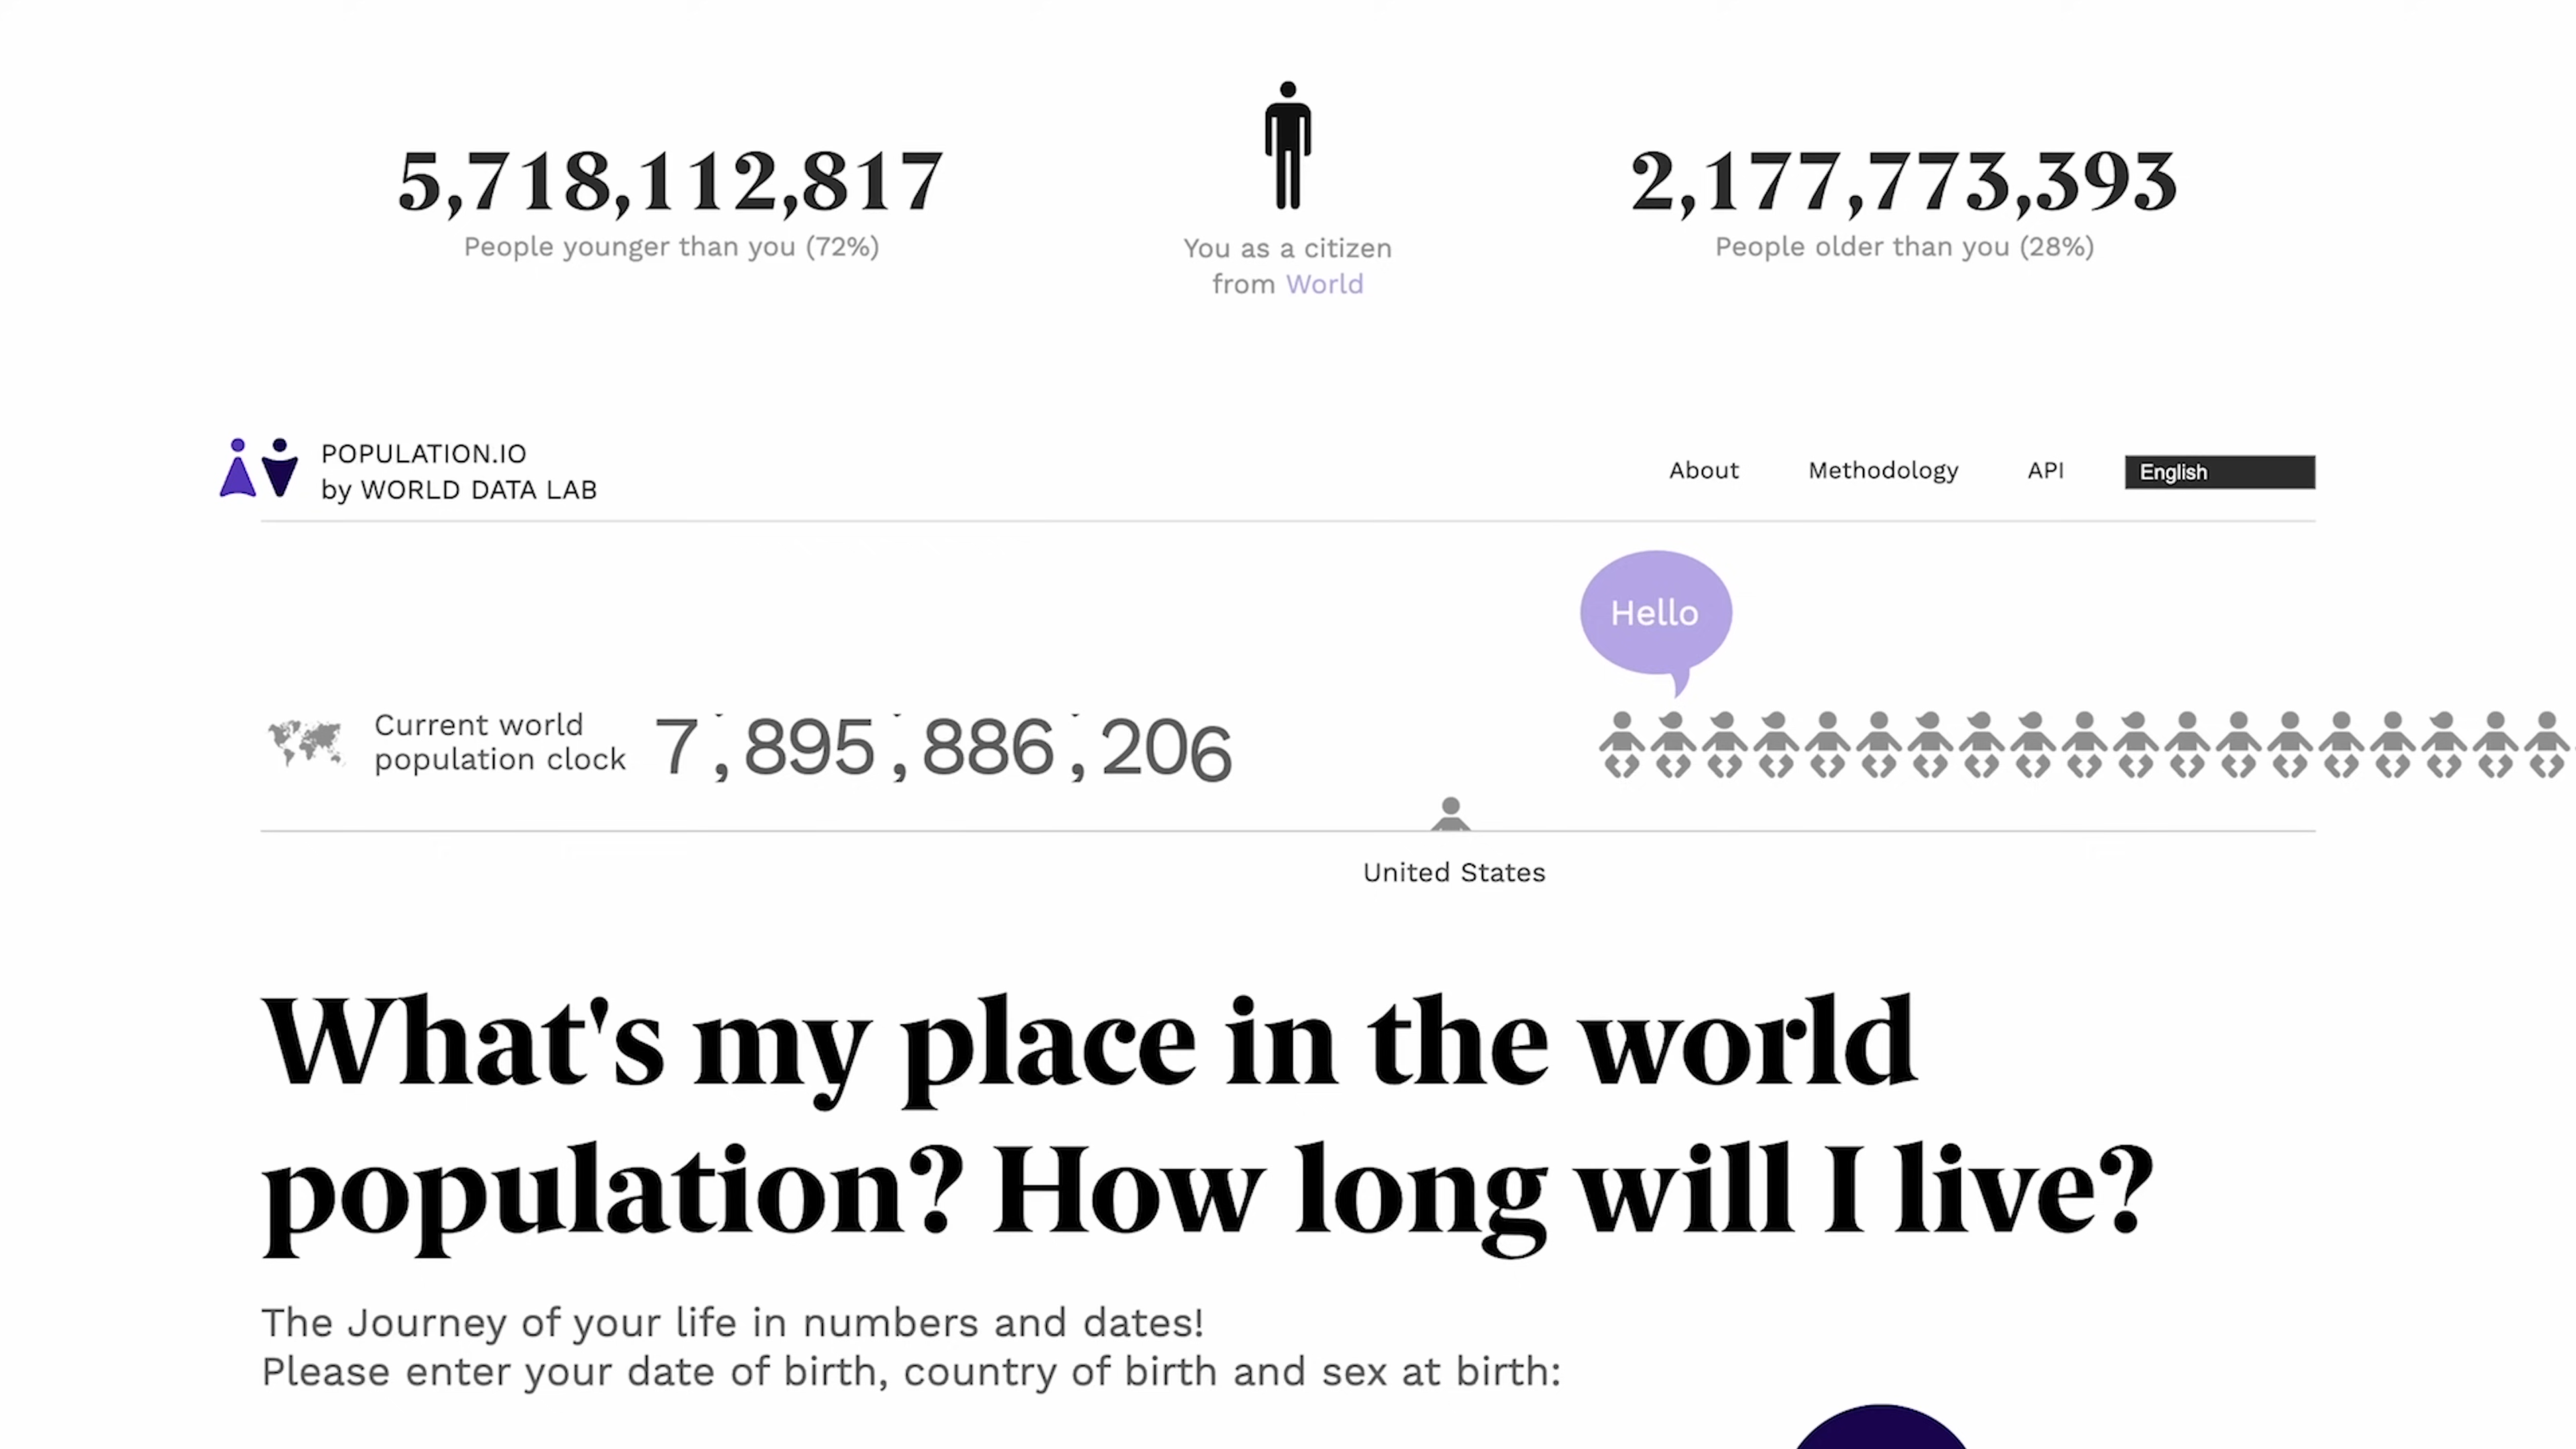 5,718,112,817
People younger than you (72%)
You as a citizen
from World
2,177,773,393
People older than you (28%)
POPULATION.IO
by WORLD DATA LAB
About
Methodology
API
English
Hello
Current world
population clock
7,895,886,206
United States
What's my place in the world
population? How long will I live?
The Journey of your life in numbers and dates!
Please enter your date of birth, country of birth and sex at birth: